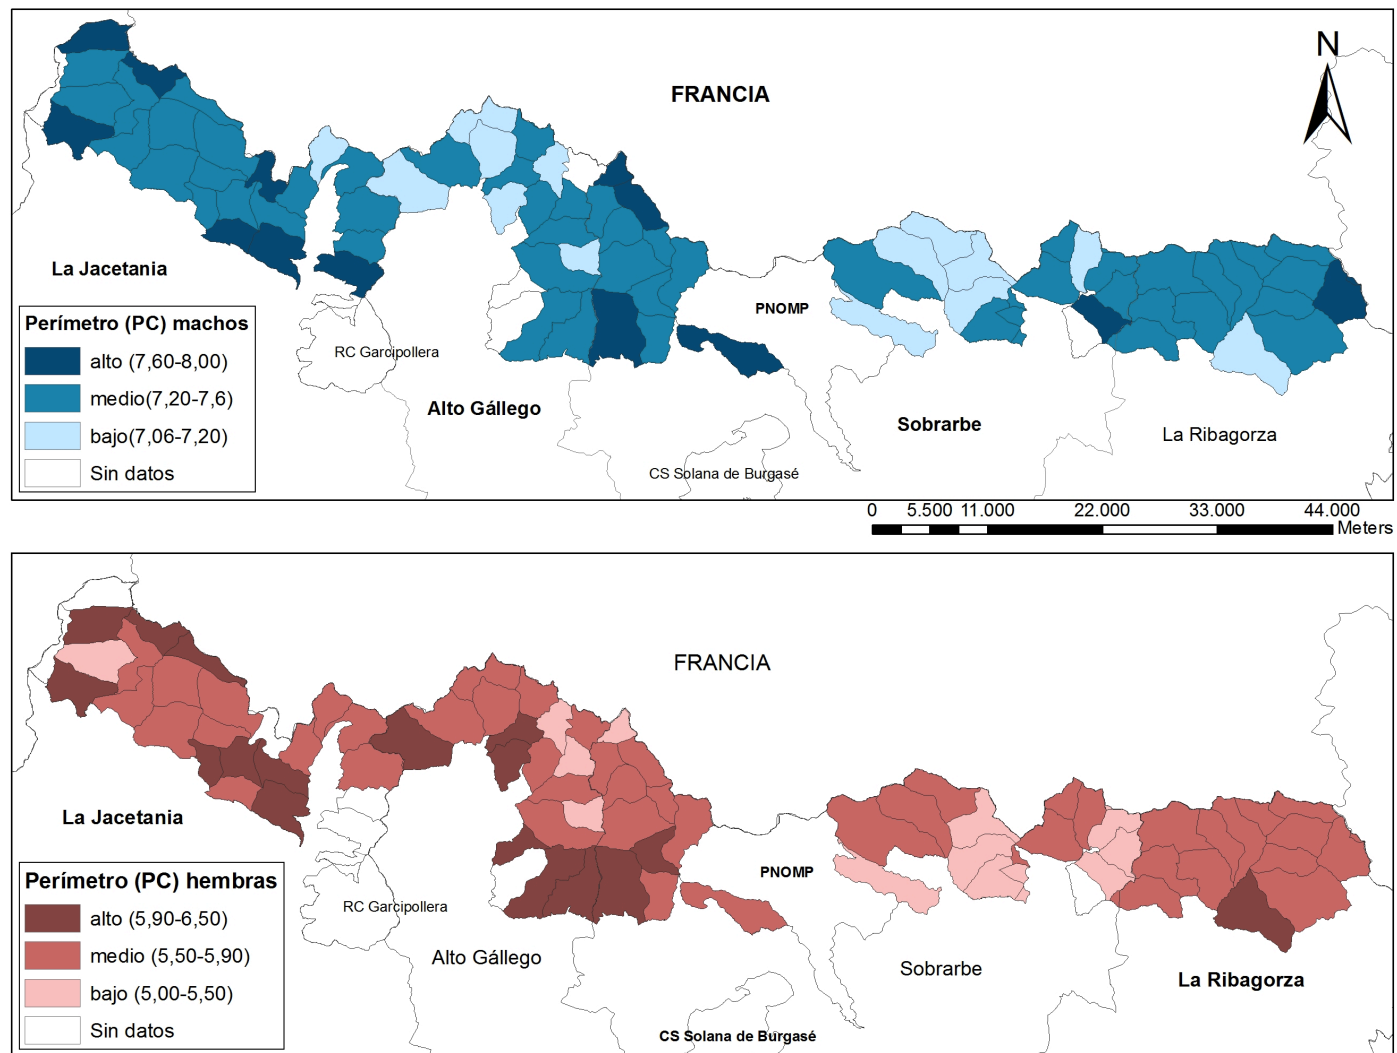 N
FRANCIA
La Jacetania
PNOMP
Perímetro (PC) machos
alto (7,60-8,00)
medio(7,20-7,6)
bajo(7,06-7,20)
Sin datos
RC Garcipollera
Alto Gállego
Sobrarbe
La Ribagorza
CS Solana de Burgasé
0 5.500 11.000 22.000 33.000 44.000
Meters
FRANCIA
La Jacetania
PNOMP
Perímetro (PC) hembras
alto (5,90-6,50)
medio (5,50-5,90)
bajo (5,00-5,50)
Sin datos
RC Garcipollera
Alto Gállego
Sobrarbe
La Ribagorza
CS Solana de Burgasé